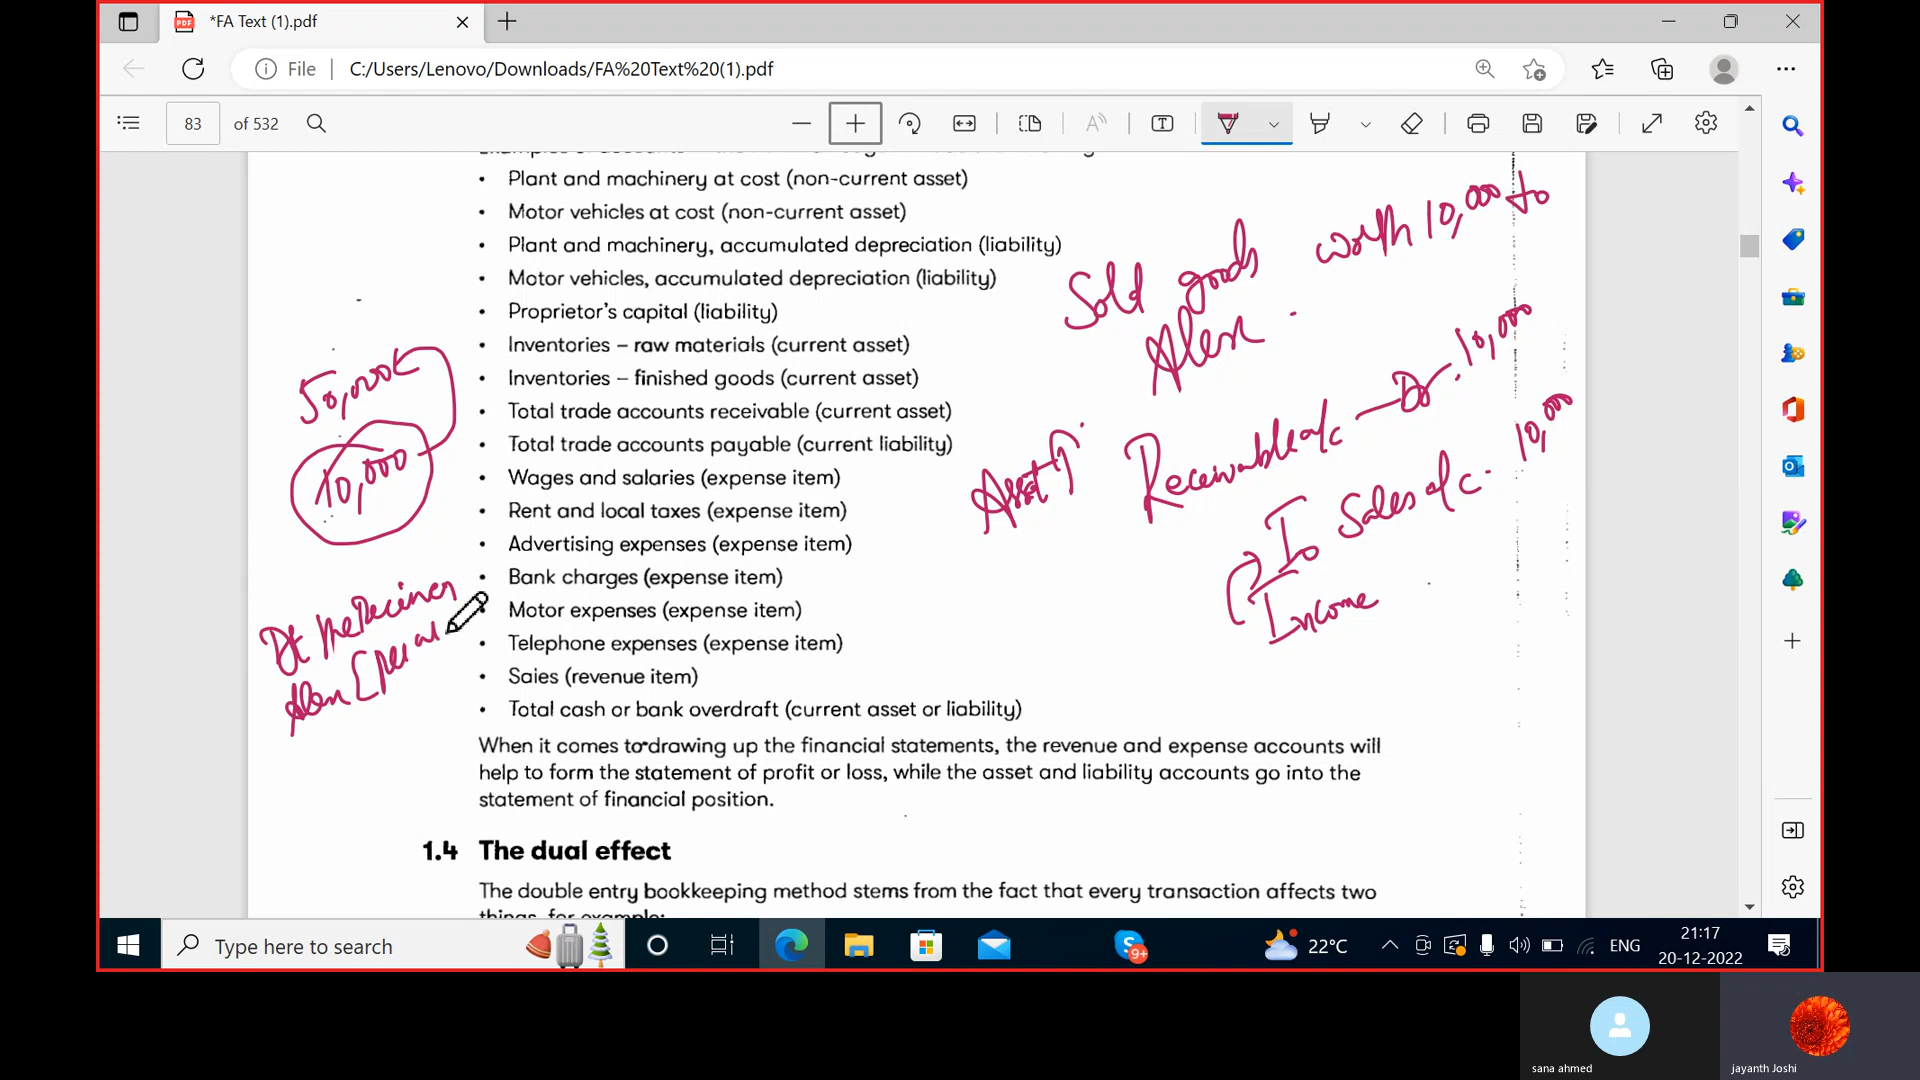 *FA Text (1).pdf
File
C:/Users/Lenovo/Downloads/FA%20Text%20(1).pdf
83 of 532
• Plant and machinery at cost (non-current asset)
• Motor vehicles at cost (non-current asset)
• Plant and machinery, accumulated depreciation (liability)
• Motor vehicles, accumulated depreciation (liability)
• Proprietor's capital (liability)
• Inventories – raw materials (current asset)
• Inventories – finished goods (current asset)
• Total trade accounts receivable (current asset)
• Total trade accounts payable (current liability)
• Wages and salaries (expense item)
• Rent and local taxes (expense item)
• Advertising expenses (expense item)
• Bank charges (expense item)
• Motor expenses (expense item)
• Telephone expenses (expense item)
• Sales (revenue item)
• Total cash or bank overdraft (current asset or liability)
Sold goods worth 10,000 to
Alex.
Asset ↑ Receivable a/c — Dr. 10,000
To Sales a/c. 10,000
Income
50,000
10,000
Dt the Receiver
Alex
When it comes to drawing up the financial statements, the revenue and expense accounts will
help to form the statement of profit or loss, while the asset and liability accounts go into the
statement of financial position.
1.4 The dual effect
The double entry bookkeeping method stems from the fact that every transaction affects two
things, for example:
Type here to search
9+
22°C
ENG
21:17
20-12-2022
sana ahmed
jayanth Joshi